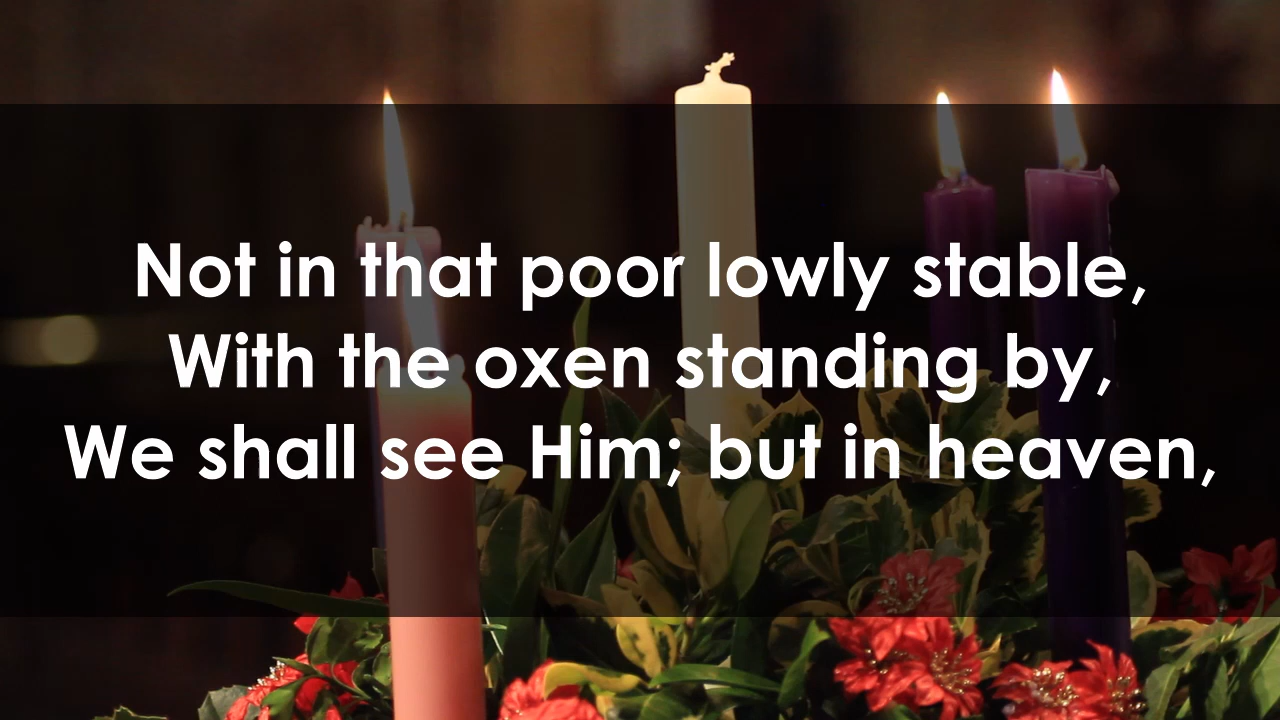 Not in that poor lowly stable,
With the oxen standing by,
We shall see Him; but in heaven,